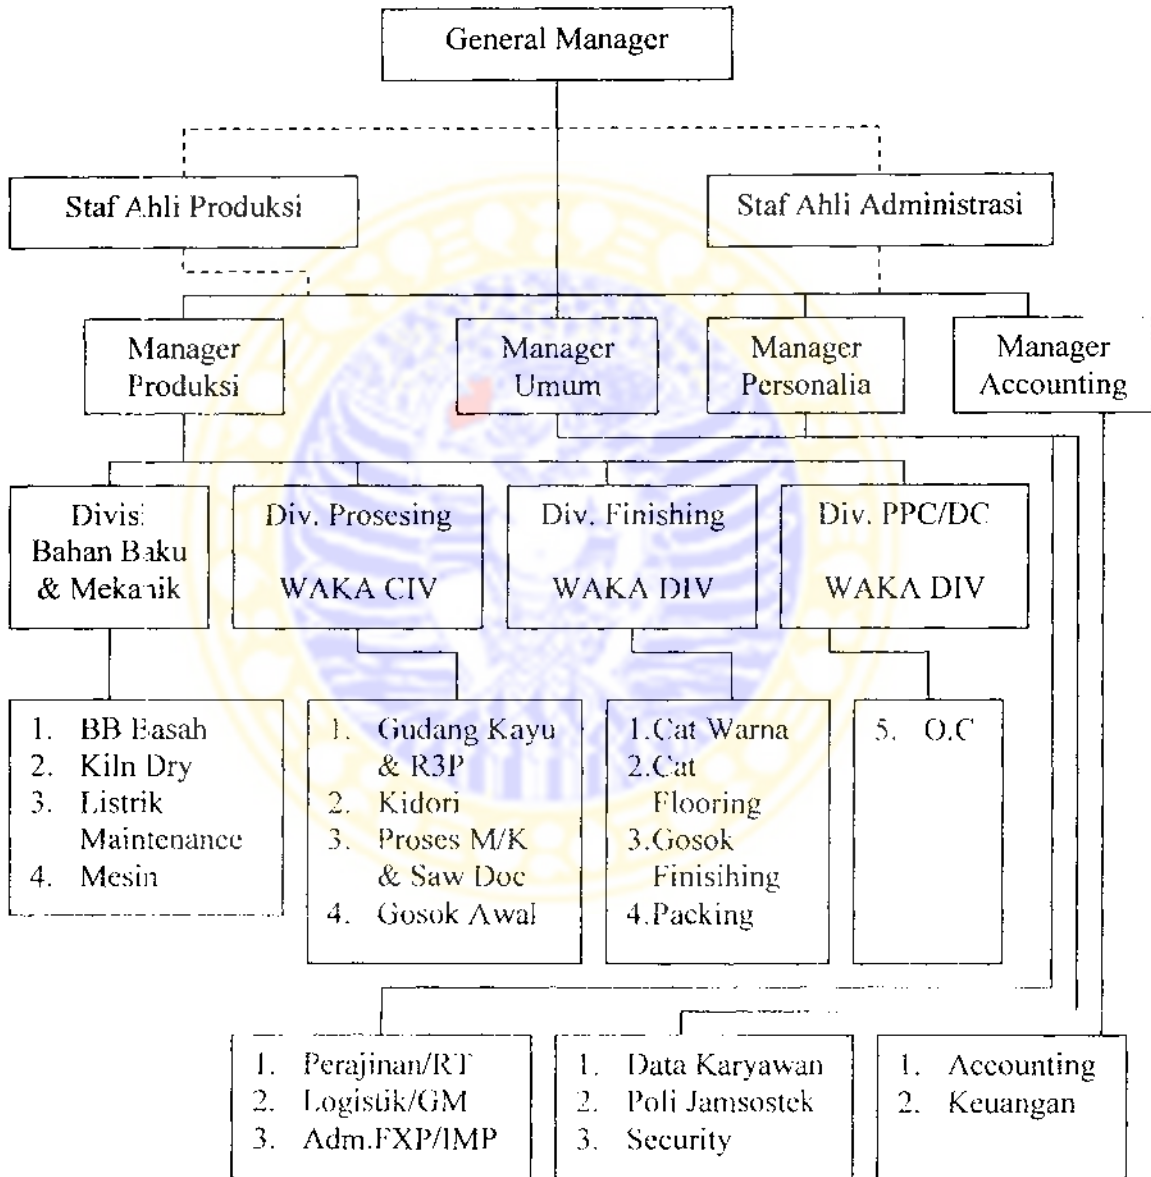 General Manager
Staf Ahli Produksi
Staf Ahli Administrasi
Manager
Produksi
Manager
Umum
Manager
Personalia
Manager
Accounting
Divisi
Bahan Baku
& Mekanik
Div. Prosesing
WAKA CIV
Div. Finishing
WAKA DIV
Div. PPC/DC
WAKA DIV
1. BB Basah
2. Kiln Dry
3. Listrik
Maintenance
4. Mesin
1. Gudang Kayu
& R3P
2. Kidori
3. Proses M/K
& Saw Doc
4. Gosok Awal
1.Cat Warna
2.Cat
Flooring
3.Gosok
Finisihing
4.Packing
5. O.C
1. Perajinan/RT
2. Logistik/GM
3. Adm.EXP/IMP
1. Data Karyawan
2. Poli Jamsostek
3. Security
1. Accounting
2. Keuangan